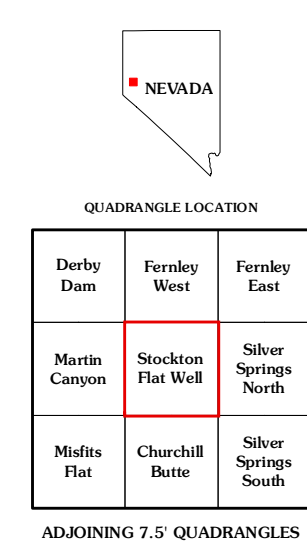 NEVADA
QUADRANGLE LOCATION
Derby
Dam
Fernley
West
Fernley
East
Martin
Canyon
Stockton
Flat Well
Silver
Springs
North
Misfits
Flat
Churchill
Butte
Silver
Springs
South
ADJOINING 7.5' QUADRANGLES